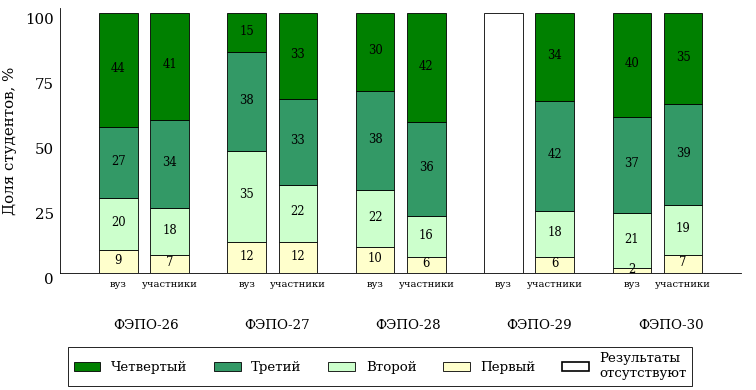 Доля студентов, %
100
75
50
25
0
44 41 15 33 30 42 34 40 35
27 34 38 33 38 36 42 37 39
20 18 35 22 22 16 18 21 19
9 7 12 12 10 6 6 2 7
вуз участники вуз участники вуз участники вуз участники вуз участники
ФЭПО-26 ФЭПО-27 ФЭПО-28 ФЭПО-29 ФЭПО-30
Четвертый Третий Второй Первый Результаты
отсутствуют